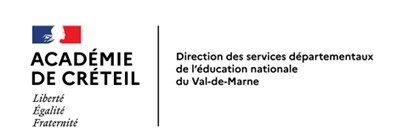 ACADÉMIE
DE CRÉTEIL
Liberté
Égalité
Fraternité
Direction des services départementaux
de l'éducation nationale
du Val-de-Marne